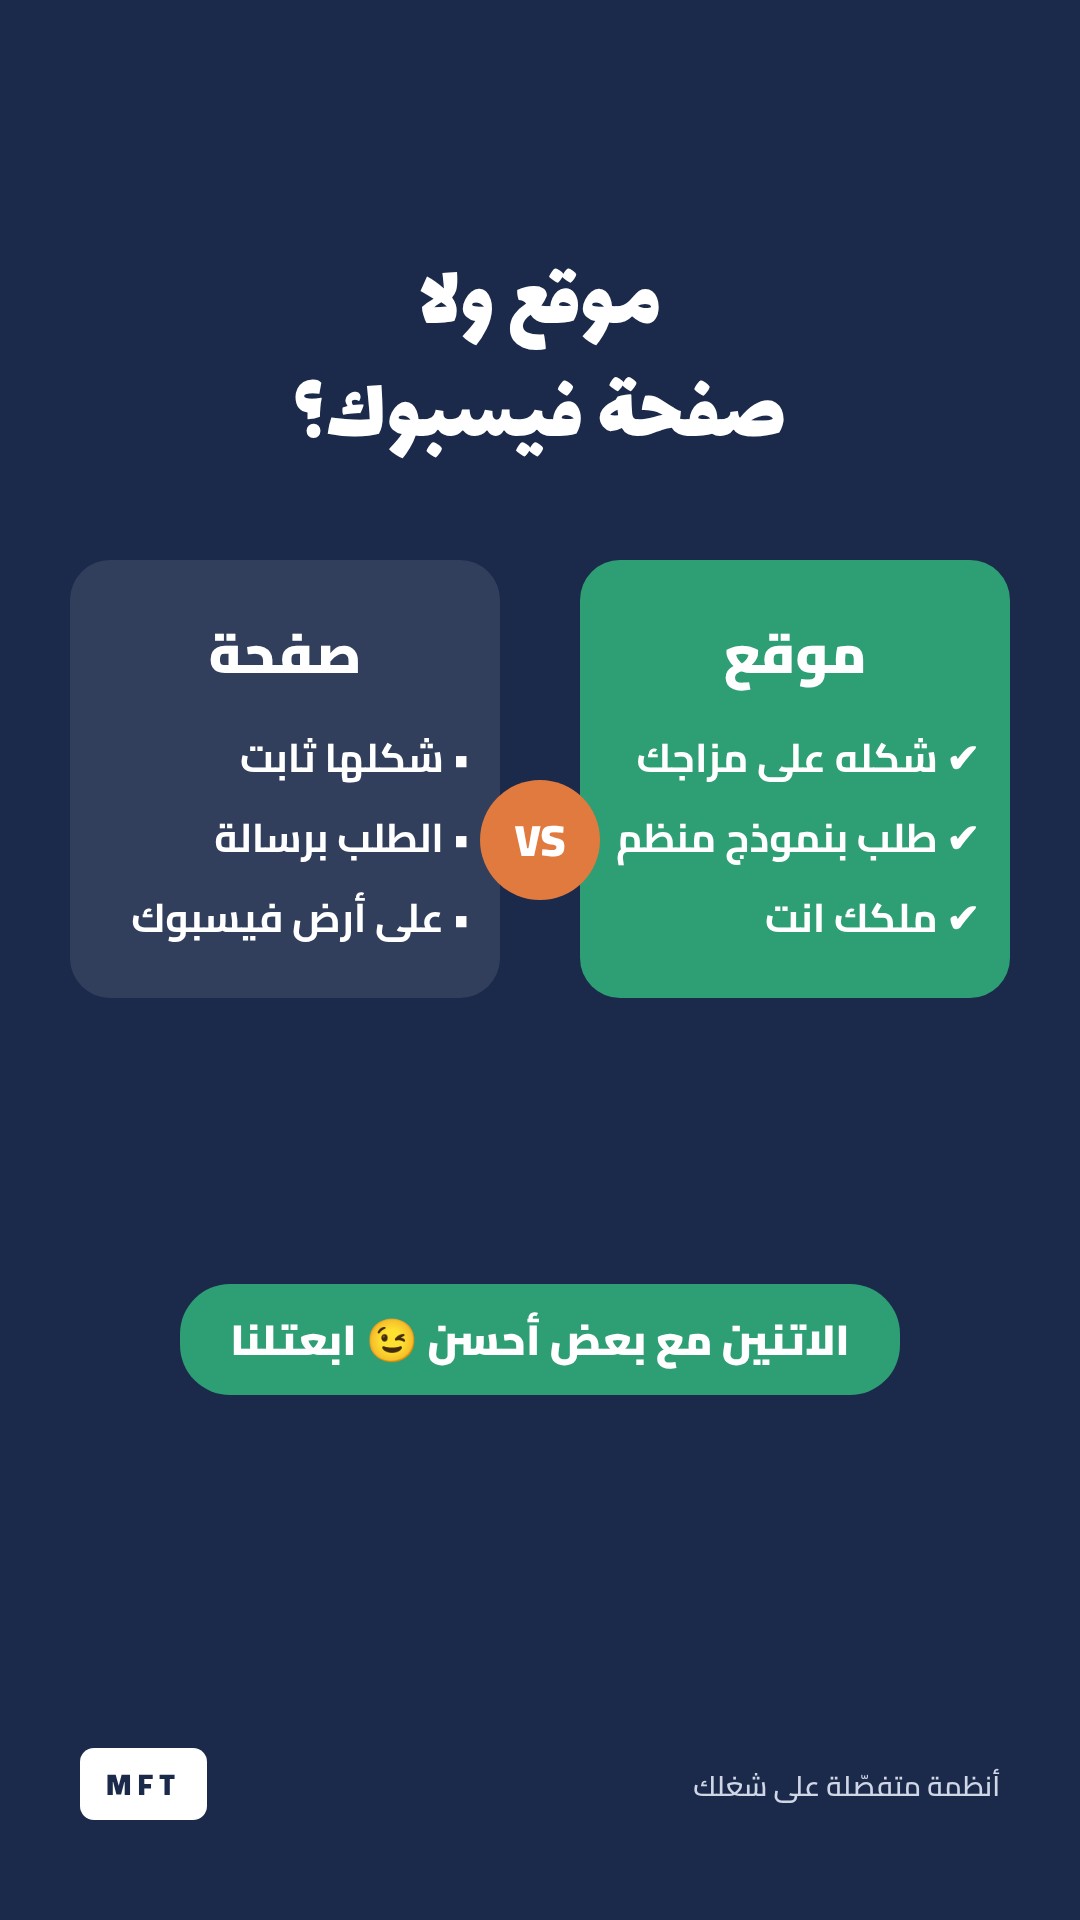 موقع ولا
صفحة فيسبوك؟
موقع
✔ شكله على مزاجك
✔ طلب بنموذج منظم
✔ ملكك انت
VS
صفحة
▪ شكلها ثابت
▪ الطلب برسالة
▪ على أرض فيسبوك
الاتنين مع بعض أحسن 😉 ابعتلنا
أنظمة متفصّلة على شغلك
MFT